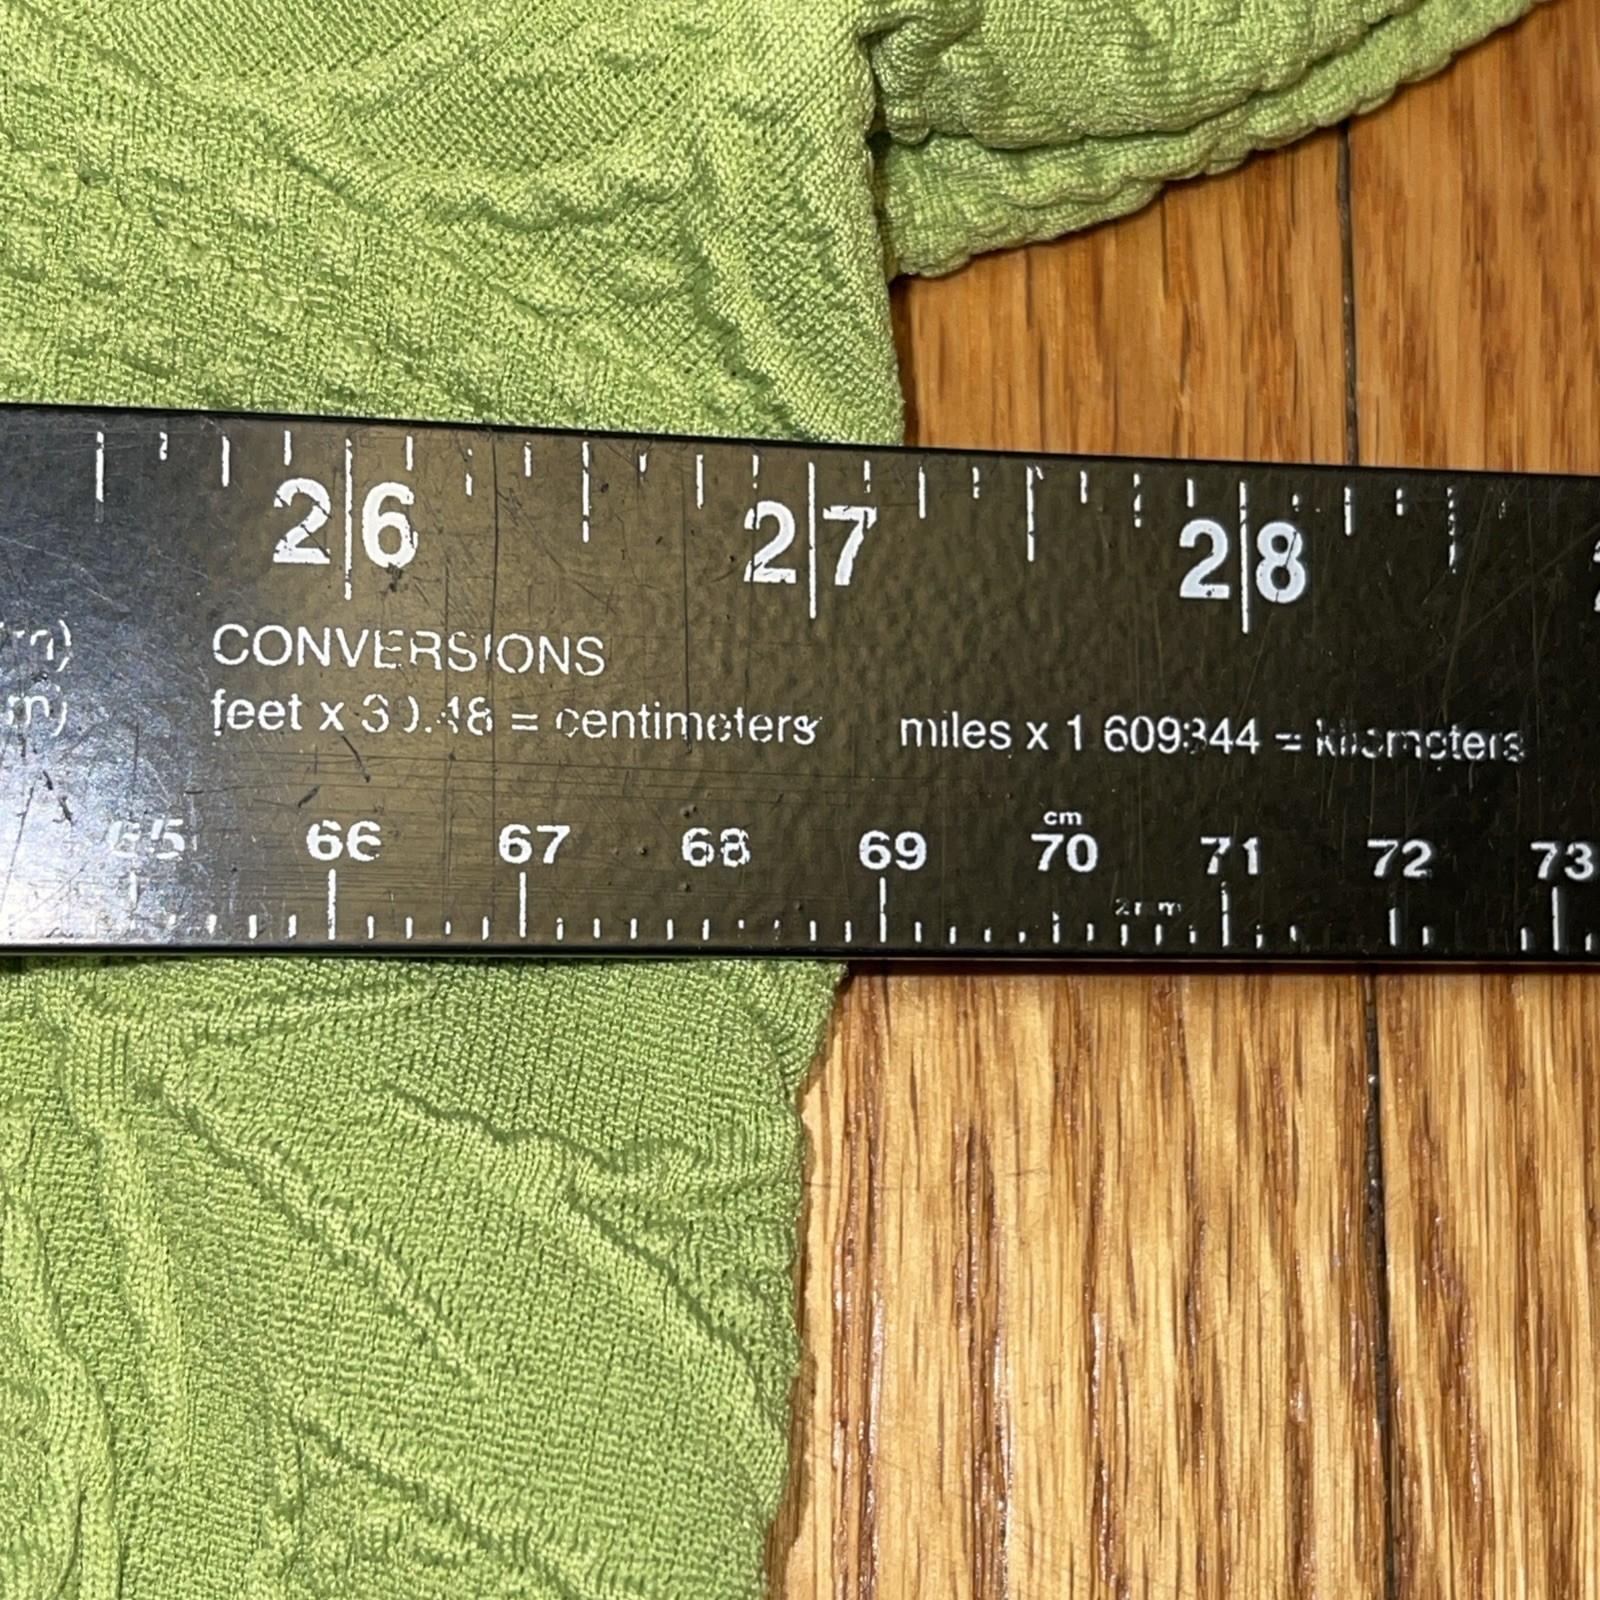 26 27 28
CONVERSIONS
feet x 30.48 = centimeters miles x 1 609344 = kilometers
65 66 67 68 69 cm 70 71 72 73